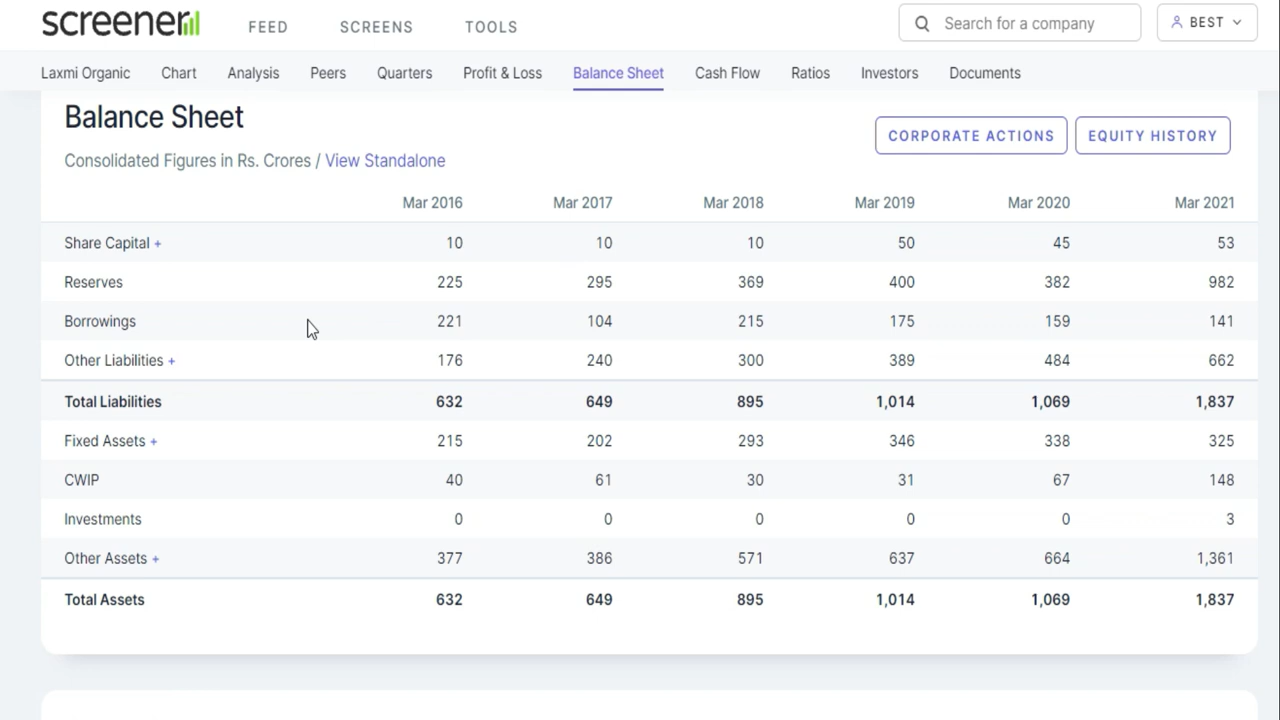 screener FEED SCREENS TOOLS Search for a company BEST
Laxmi Organic Chart Analysis Peers Quarters Profit & Loss Balance Sheet Cash Flow Ratios Investors Documents
Balance Sheet
CORPORATE ACTIONS EQUITY HISTORY
Consolidated Figures in Rs. Crores / View Standalone
Mar 2016 Mar 2017 Mar 2018 Mar 2019 Mar 2020 Mar 2021
Share Capital + 10 10 10 50 45 53
Reserves 225 295 369 400 382 982
Borrowings 221 104 215 175 159 141
Other Liabilities + 176 240 300 389 484 662
Total Liabilities 632 649 895 1,014 1,069 1,837
Fixed Assets + 215 202 293 346 338 325
CWIP 40 61 30 31 67 148
Investments 0 0 0 0 0 3
Other Assets + 377 386 571 637 664 1,361
Total Assets 632 649 895 1,014 1,069 1,837